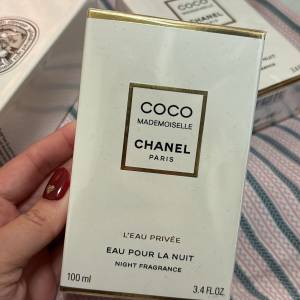 COCO
MADEMOISELLE
CHANEL
PARIS
L'EAU PRIVÉE
EAU POUR LA NUIT
NIGHT FRAGRANCE
100 ml
3.4 FL.OZ.
COCO
MADEMOISELLE
CHANEL